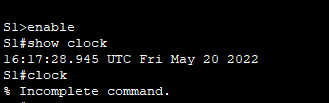 S1>enable
S1#show clock
16:17:28.945 UTC Fri May 20 2022
S1#clock
% Incomplete command.